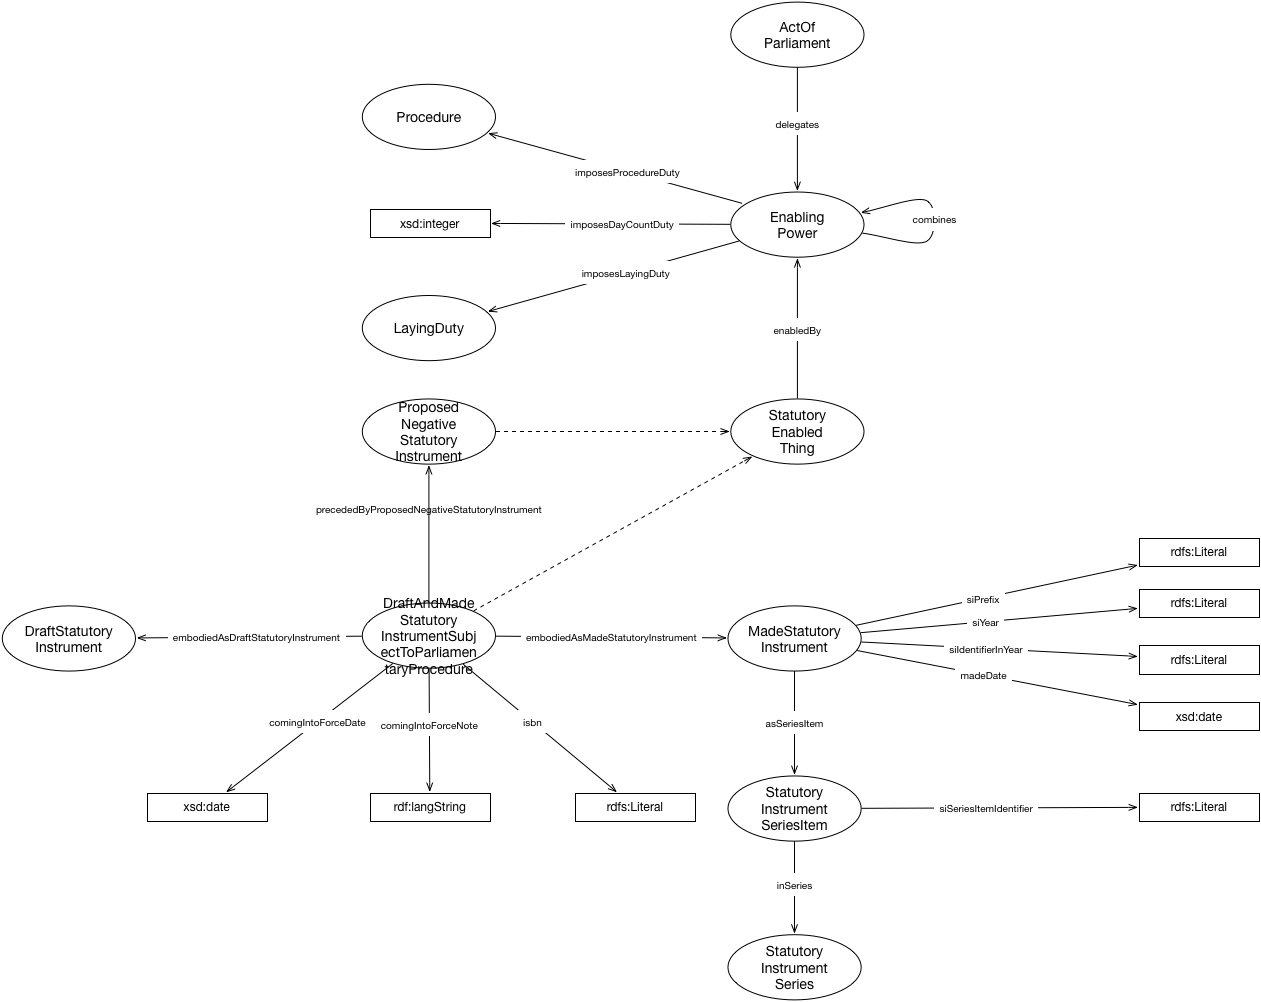 ActOf
Parliament
delegates
Procedure
imposesProcedureDuty
xsd:integer
imposesDayCountDuty
Enabling
Power
combines
imposesLayingDuty
LayingDuty
enabledBy
Proposed
Negative
Statutory
Instrument
Statutory
Enabled
Thing
precededByProposedNegativeStatutoryInstrument
DraftStatutory
Instrument
embodiedAsDraftStatutoryInstrument
DraftAndMade
Statutory
InstrumentSubj
ectToParliamen
taryProcedure
embodiedAsMadeStatutoryInstrument
MadeStatutory
Instrument
siPrefix
rdfs:Literal
siYear
rdfs:Literal
siIdentifierInYear
rdfs:Literal
madeDate
xsd:date
comingIntoForceDate
comingIntoForceNote
isbn
asSeriesItem
xsd:date
rdf:langString
rdfs:Literal
Statutory
Instrument
SeriesItem
siSeriesItemIdentifier
rdfs:Literal
inSeries
Statutory
Instrument
Series